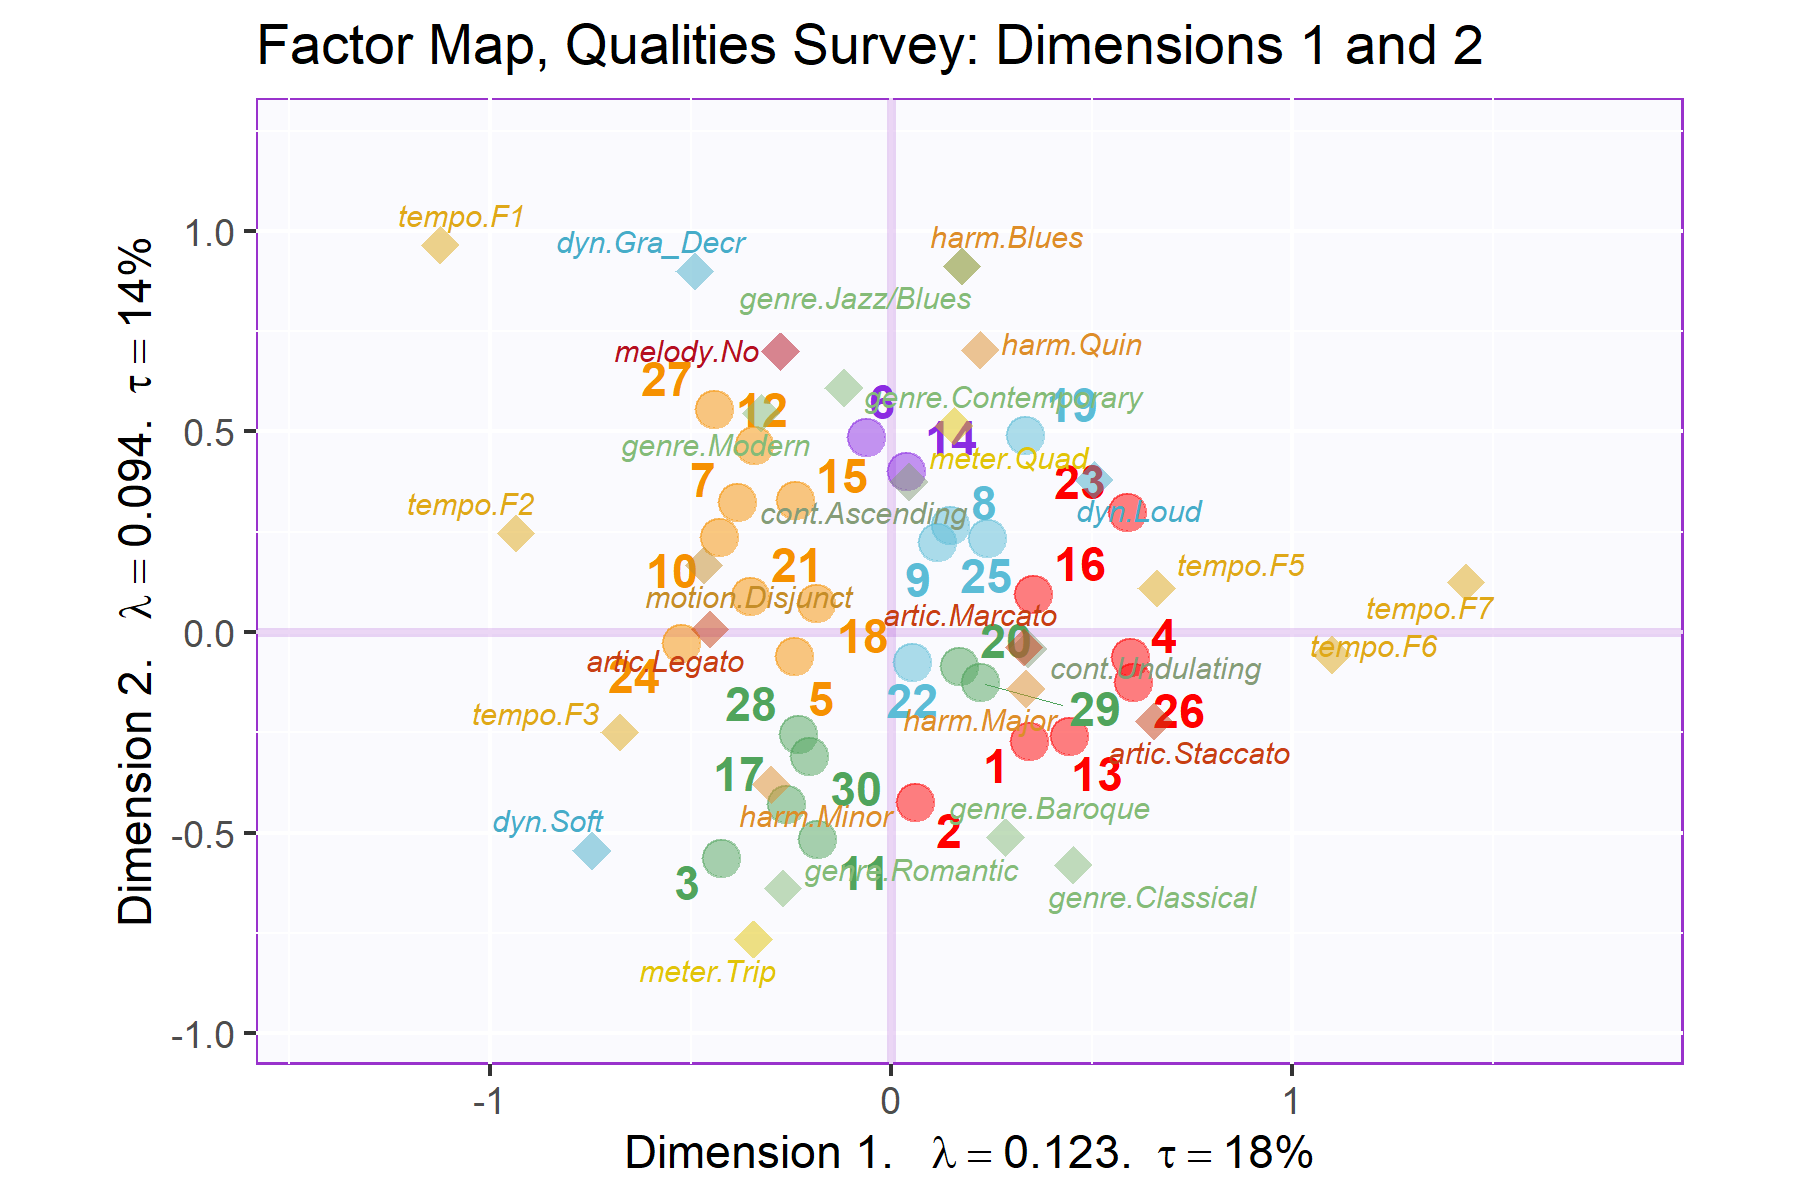 Factor Map, Qualities Survey: Dimensions 1 and 2
tempo.F1
dyn.Gra_Decr
harm.Blues
1.0
genre.Jazz/Blues
melody.No
harm.Quin
27
12
6
genre.Contemporary
19
0.5
genre.Modern
14
meter.Quad
7
15
23
tempo.F2
cont.Ascending
8
dyn.Loud
10
21
9
25
16
tempo.F5
motion.Disjunct
artic.Marcato
tempo.F7
0.0
18
20
4
tempo.F6
artic.Legato
24
cont.Undulating
28
5
22
29
26
tempo.F3
harm.Major
17
1
13
artic.Staccato
30
dyn.Soft
harm.Minor
2
genre.Baroque
-0.5
3
11
genre.Romantic
genre.Classical
meter.Trip
-1.0
-1
0
1
Dimension 1. λ = 0.123. τ = 18%
Dimension 2. λ = 0.094. τ = 14%